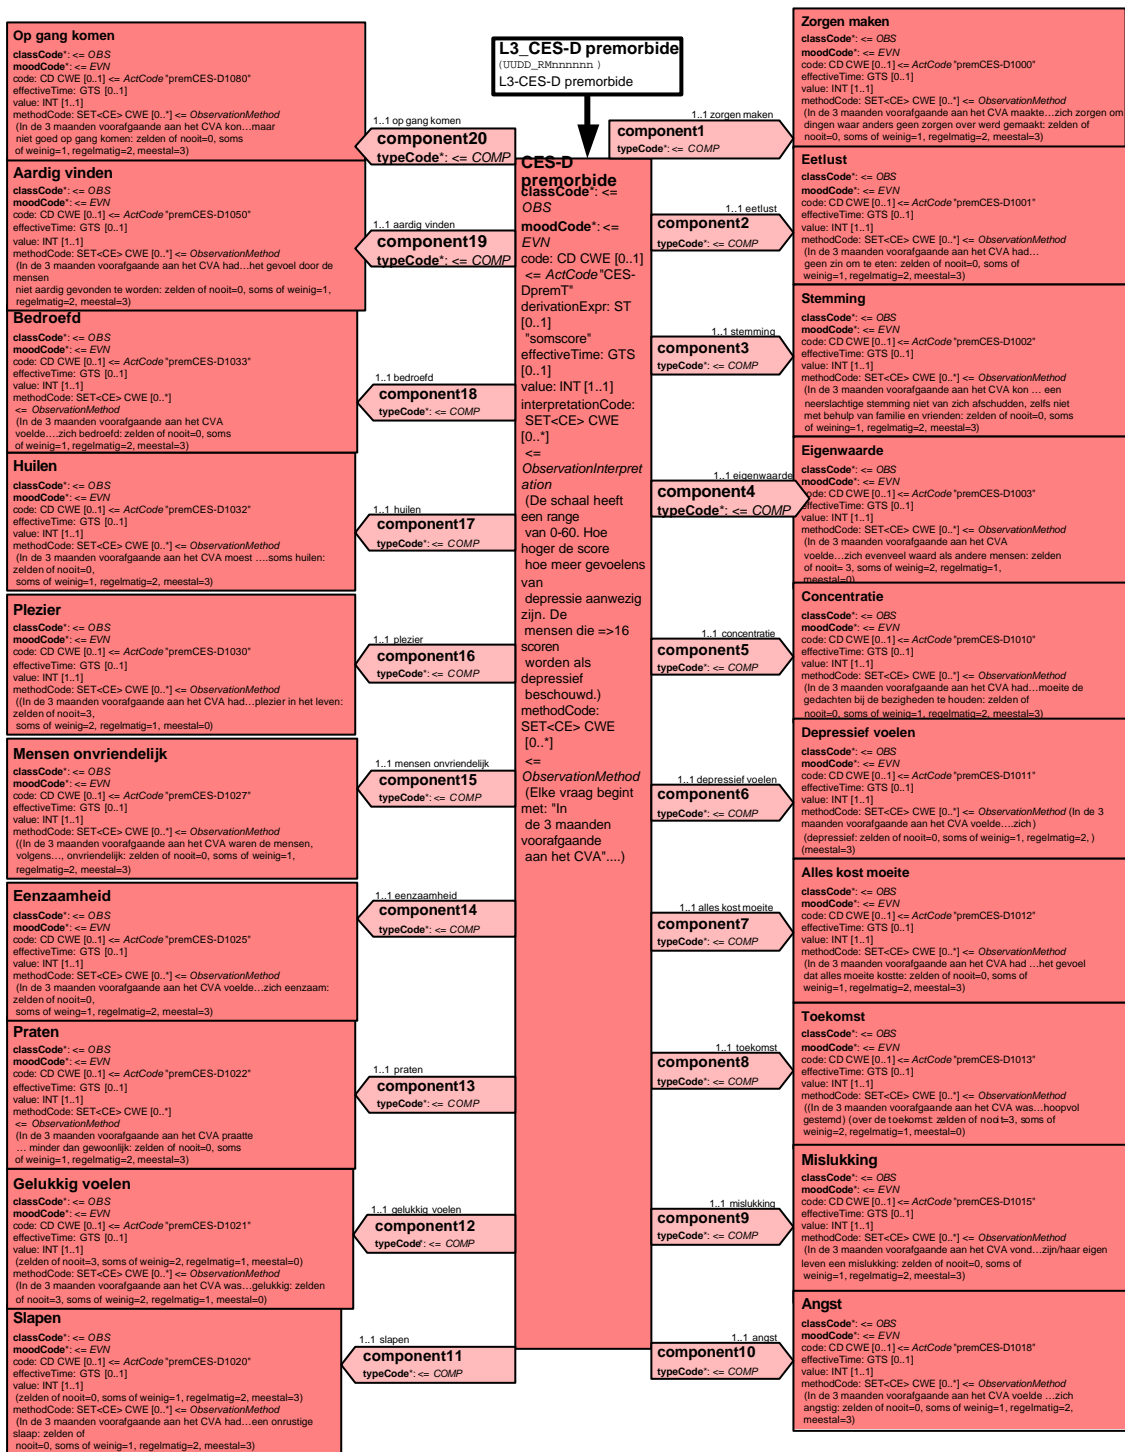 L3_CES-D premorbide
(UUDD_RMnnnnnn )
L3-CES-D premorbide
Op gang komen
classCode*: <= OBS
moodCode*: <= EVN
code: CD CWE [0..1] <= ActCode "premCES-D1080"
effectiveTime: GTS [0..1]
value: INT [1..1]
methodCode: SET<CE> CWE [0..*] <= ObservationMethod
(In de 3 maanden voorafgaande aan het CVA kon...maar
niet goed op gang komen: zelden of nooit=0, soms
of weinig=1, regelmatig=2, meestal=3)
1..1 op gang komen
component20
typeCode*: <= COMP
Aardig vinden
classCode*: <= OBS
moodCode*: <= EVN
code: CD CWE [0..1] <= ActCode "premCES-D1050"
effectiveTime: GTS [0..1]
value: INT [1..1]
methodCode: SET<CE> CWE [0..*] <= ObservationMethod
(In de 3 maanden voorafgaande aan het CVA had...het gevoel door de
mensen
niet aardig gevonden te worden: zelden of nooit=0, soms of weinig=1,
regelmatig=2, meestal=3)
1..1 aardig vinden
component19
typeCode*: <= COMP
Bedroefd
classCode*: <= OBS
moodCode*: <= EVN
code: CD CWE [0..1] <= ActCode "premCES-D1033"
effectiveTime: GTS [0..1]
value: INT [1..1]
methodCode: SET<CE> CWE [0..*]
<= ObservationMethod
(In de 3 maanden voorafgaande aan het CVA
voelde....zich bedroefd: zelden of nooit=0, soms
of weinig=1, regelmatig=2, meestal=3)
1..1 bedroefd
component18
typeCode*: <= COMP
Huilen
classCode*: <= OBS
moodCode*: <= EVN
code: CD CWE [0..1] <= ActCode "premCES-D1032"
effectiveTime: GTS [0..1]
value: INT [1..1]
methodCode: SET<CE> CWE [0..*] <= ObservationMethod
(In de 3 maanden voorafgaande aan het CVA moest ....soms huilen:
zelden of nooit=0,
soms of weinig=1, regelmatig=2, meestal=3)
1..1 huilen
component17
typeCode*: <= COMP
Plezier
classCode*: <= OBS
moodCode*: <= EVN
code: CD CWE [0..1] <= ActCode "premCES-D1030"
effectiveTime: GTS [0..1]
value: INT [1..1]
methodCode: SET<CE> CWE [0..*] <= ObservationMethod
((In de 3 maanden voorafgaande aan het CVA had...plezier in het leven:
zelden of nooit=3,
soms of weinig=2, regelmatig=1, meestal=0)
1..1 plezier
component16
typeCode*: <= COMP
Mensen onvriendelijk
classCode*: <= OBS
moodCode*: <= EVN
code: CD CWE [0..1] <= ActCode "premCES-D1027"
effectiveTime: GTS [0..1]
value: INT [1..1]
methodCode: SET<CE> CWE [0..*] <= ObservationMethod
((In de 3 maanden voorafgaande aan het CVA waren de mensen,
volgens..., onvriendelijk: zelden of nooit=0, soms of weinig=1,
regelmatig=2, meestal=3)
1..1 mensen onvriendelijk
component15
typeCode*: <= COMP
Eenzaamheid
classCode*: <= OBS
moodCode*: <= EVN
code: CD CWE [0..1] <= ActCode "premCES-D1025"
effectiveTime: GTS [0..1]
value: INT [1..1]
methodCode: SET<CE> CWE [0..*] <= ObservationMethod
(In de 3 maanden voorafgaande aan het CVA voelde...zich eenzaam:
zelden of nooit=0,
soms of weing=1, regelmatig=2, meestal=3)
1..1 eenzaamheid
component14
typeCode*: <= COMP
Praten
classCode*: <= OBS
moodCode*: <= EVN
code: CD CWE [0..1] <= ActCode "premCES-D1022"
effectiveTime: GTS [0..1]
value: INT [1..1]
methodCode: SET<CE> CWE [0..*]
<= ObservationMethod
(In de 3 maanden voorafgaande aan het CVA praatte
... minder dan gewoonlijk: zelden of nooit=0, soms
of weinig=1, regelmatig=2, meestal=3)
1..1 praten
component13
typeCode*: <= COMP
Gelukkig voelen
classCode*: <= OBS
moodCode*: <= EVN
code: CD CWE [0..1] <= ActCode "premCES-D1021"
effectiveTime: GTS [0..1]
value: INT [1..1]
(zelden of nooit=3, soms of weinig=2, regelmatig=1, meestal=0)
methodCode: SET<CE> CWE [0..*] <= ObservationMethod
(In de 3 maanden voorafgaande aan het CVA was...gelukkig: zelden
of nooit=3, soms of weinig=2, regelmatig=1, meestal=0)
1..1 gelukkig voelen
component12
typeCode*: <= COMP
Slapen
classCode*: <= OBS
moodCode*: <= EVN
code: CD CWE [0..1] <= ActCode "premCES-D1020"
effectiveTime: GTS [0..1]
value: INT [1..1]
(zelden of nooit=0, soms of weinig=1, regelmatig=2, meestal=3)
methodCode: SET<CE> CWE [0..*] <= ObservationMethod
(In de 3 maanden voorafgaande aan het CVA had...een onrustige
slaap: zelden of
nooit=0, soms of weinig=1, regelmatig=2, meestal=3)
1..1 slapen
component11
typeCode*: <= COMP
CES-D
premorbide
classCode*: <=
OBS
moodCode*: <=
EVN
code: CD CWE [0..1]
<= ActCode "CES-
DpremT"
derivationExpr: ST
[0..1]
"somscore"
effectiveTime: GTS
[0..1]
value: INT [1..1]
interpretationCode:
SET<CE> CWE
[0..*]
<=
ObservationInterpret
ation
(De schaal heeft
een range
van 0-60. Hoe
hoger de score
hoe meer gevoelens
van
depressie aanwezig
zijn. De
mensen die =>16
scoren
worden als
depressief
beschouwd.)
methodCode:
SET<CE> CWE
[0..*]
<=
ObservationMethod
(Elke vraag begint
met: "In
de 3 maanden
voorafgaande
aan het CVA"....)
1..1 zorgen maken
component1
typeCode*: <= COMP
Zorgen maken
classCode*: <= OBS
moodCode*: <= EVN
code: CD CWE [0..1] <= ActCode "premCES-D1000"
effectiveTime: GTS [0..1]
value: INT [1..1]
methodCode: SET<CE> CWE [0..*] <= ObservationMethod
(In de 3 maanden voorafgaande aan het CVA maakte...zich zorgen om
dingen waar anders geen zorgen over werd gemaakt: zelden of
nooit=0, soms of weinig=1, regelmatig=2, meestal=3)
1..1 eetlust
component2
typeCode*: <= COMP
Eetlust
classCode*: <= OBS
moodCode*: <= EVN
code: CD CWE [0..1] <= ActCode "premCES-D1001"
effectiveTime: GTS [0..1]
value: INT [1..1]
methodCode: SET<CE> CWE [0..*] <= ObservationMethod
(In de 3 maanden voorafgaande aan het CVA had...
geen zin om te eten: zelden of nooit=0, soms of
weinig=1, regelmatig=2, meestal=3)
1..1 stemming
component3
typeCode*: <= COMP
Stemming
classCode*: <= OBS
moodCode*: <= EVN
code: CD CWE [0..1] <= ActCode "premCES-D1002"
effectiveTime: GTS [0..1]
value: INT [1..1]
methodCode: SET<CE> CWE [0..*] <= ObservationMethod
(In de 3 maanden voorafgaande aan het CVA kon ... een
neerslachtige stemming niet van zich afschudden, zelfs niet
met behulp van familie en vrienden: zelden of nooit=0, soms
of weinig=1, regelmatig=2, meestal=3)
1..1 eigenwaarde
component4
typeCode*: <= COMP
Eigenwaarde
classCode*: <= OBS
moodCode*: <= EVN
code: CD CWE [0..1] <= ActCode "premCES-D1003"
effectiveTime: GTS [0..1]
value: INT [1..1]
methodCode: SET<CE> CWE [0..*] <= ObservationMethod
(In de 3 maanden voorafgaande aan het CVA
voelde...zich evenveel waard als andere mensen: zelden
of nooit= 3, soms of weinig=2, regelmatig=1,
meestal=0)
1..1 concentratie
component5
typeCode*: <= COMP
Concentratie
classCode*: <= OBS
moodCode*: <= EVN
code: CD CWE [0..1] <= ActCode "premCES-D1010"
effectiveTime: GTS [0..1]
value: INT [1..1]
methodCode: SET<CE> CWE [0..*] <= ObservationMethod
(In de 3 maanden voorafgaande aan het CVA had...moeite de
gedachten bij de bezigheden te houden: zelden of
nooit=0, soms of weinig=1, regelmatig=2, meestal=3)
1..1 depressief voelen
component6
typeCode*: <= COMP
Depressief voelen
classCode*: <= OBS
moodCode*: <= EVN
code: CD CWE [0..1] <= ActCode "premCES-D1011"
effectiveTime: GTS [0..1]
value: INT [1..1]
methodCode: SET<CE> CWE [0..*] <= ObservationMethod (In de 3
maanden voorafgaande aan het CVA voelde....zich)
(depressief: zelden of nooit=0, soms of weinig=1, regelmatig=2, )
(meestal=3)
1..1 alles kost moeite
component7
typeCode*: <= COMP
Alles kost moeite
classCode*: <= OBS
moodCode*: <= EVN
code: CD CWE [0..1] <= ActCode "premCES-D1012"
effectiveTime: GTS [0..1]
value: INT [1..1]
methodCode: SET<CE> CWE [0..*] <= ObservationMethod
(In de 3 maanden voorafgaande aan het CVA had ...het gevoel
dat alles moeite kostte: zelden of nooit=0, soms of
weinig=1, regelmatig=2, meestal=3)
1..1 toekomst
component8
typeCode*: <= COMP
Toekomst
classCode*: <= OBS
moodCode*: <= EVN
code: CD CWE [0..1] <= ActCode "premCES-D1013"
effectiveTime: GTS [0..1]
value: INT [1..1]
methodCode: SET<CE> CWE [0..*] <= ObservationMethod
((In de 3 maanden voorafgaande aan het CVA was...hoopvol
gestemd) (over de toekomst: zelden of nooit=3, soms of
weinig=2, regelmatig=1, meestal=0)
1..1 mislukking
component9
typeCode*: <= COMP
Mislukking
classCode*: <= OBS
moodCode*: <= EVN
code: CD CWE [0..1] <= ActCode "premCES-D1015"
effectiveTime: GTS [0..1]
value: INT [1..1]
methodCode: SET<CE> CWE [0..*] <= ObservationMethod
(In de 3 maanden voorafgaande aan het CVA vond...zijn/haar eigen
leven een mislukking: zelden of nooit=0, soms of
weinig=1, regelmatig=2, meestal=3)
1..1 angst
component10
typeCode*: <= COMP
Angst
classCode*: <= OBS
moodCode*: <= EVN
code: CD CWE [0..1] <= ActCode "premCES-D1018"
effectiveTime: GTS [0..1]
value: INT [1..1]
methodCode: SET<CE> CWE [0..*] <= ObservationMethod
(In de 3 maanden voorafgaande aan het CVA voelde ...zich
angstig: zelden of nooit=0, soms of weinig=1, regelmatig=2,
meestal=3)